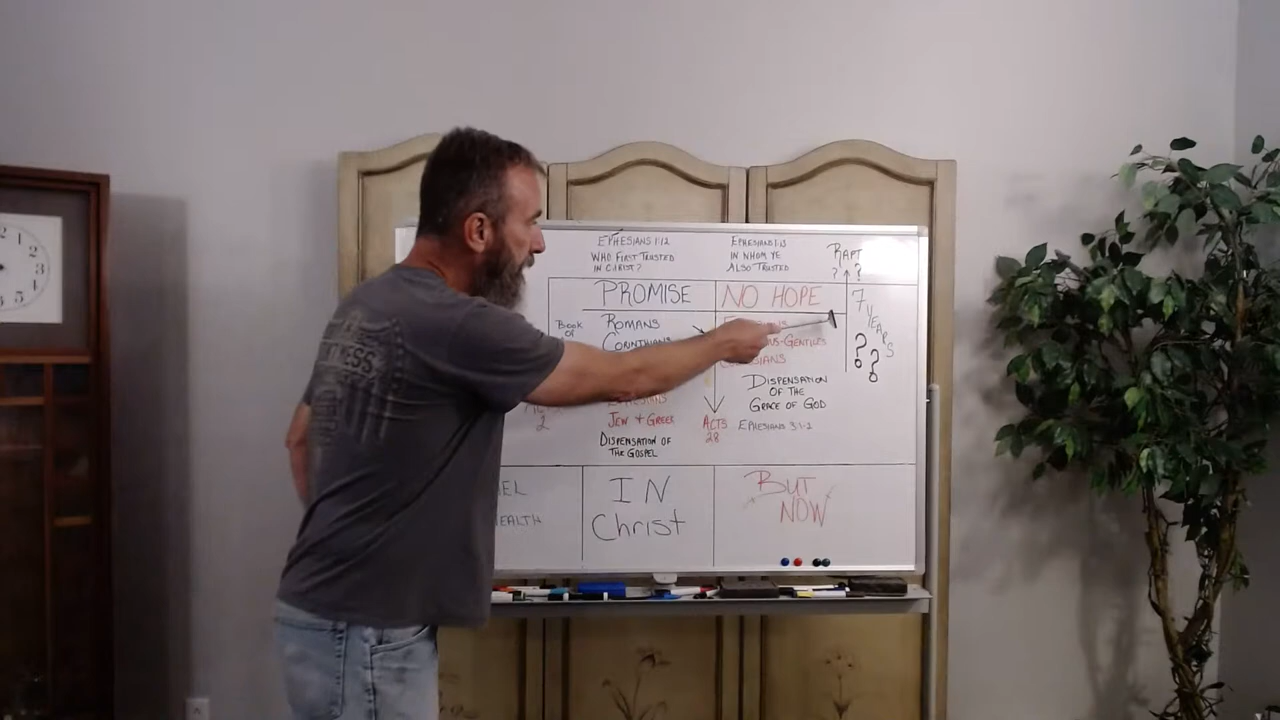 EPHESIANS 1:12
WHO FIRST TRUSTED
IN CHRIST?
EPHESIANS 1:13
IN WHOM YE
ALSO TRUSTED
RAPT
? ?
PROMISE
NO HOPE
7 YEARS
? ?
BOOK
OF
ROMANS
CORINTHIANS
-GENTILES
DISPENSATION
OF THE
GRACE OF GOD
EPHESIANS 3:1-2
2
JEW + GREEK
DISPENSATION OF
THE GOSPEL
ACTS
28
EL
EALTH
IN
Christ
BUT
NOW